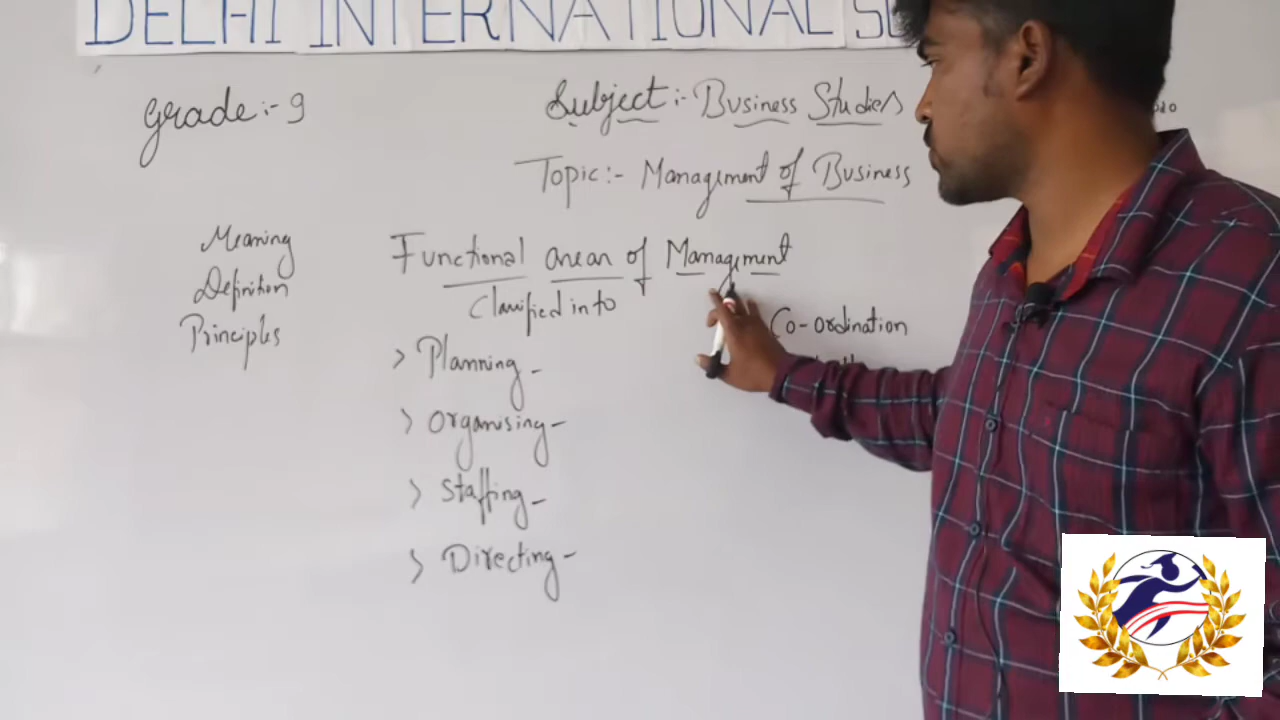 DELHI INTERNATIONAL
Grade:- 9
Subject:- Business Studies
Topic:- Management of Business
Meaning
Definition
Principles
Functional areas of Management
Classified into
Co-ordination
> Planning -
> Organising -
> Staffing -
> Directing -